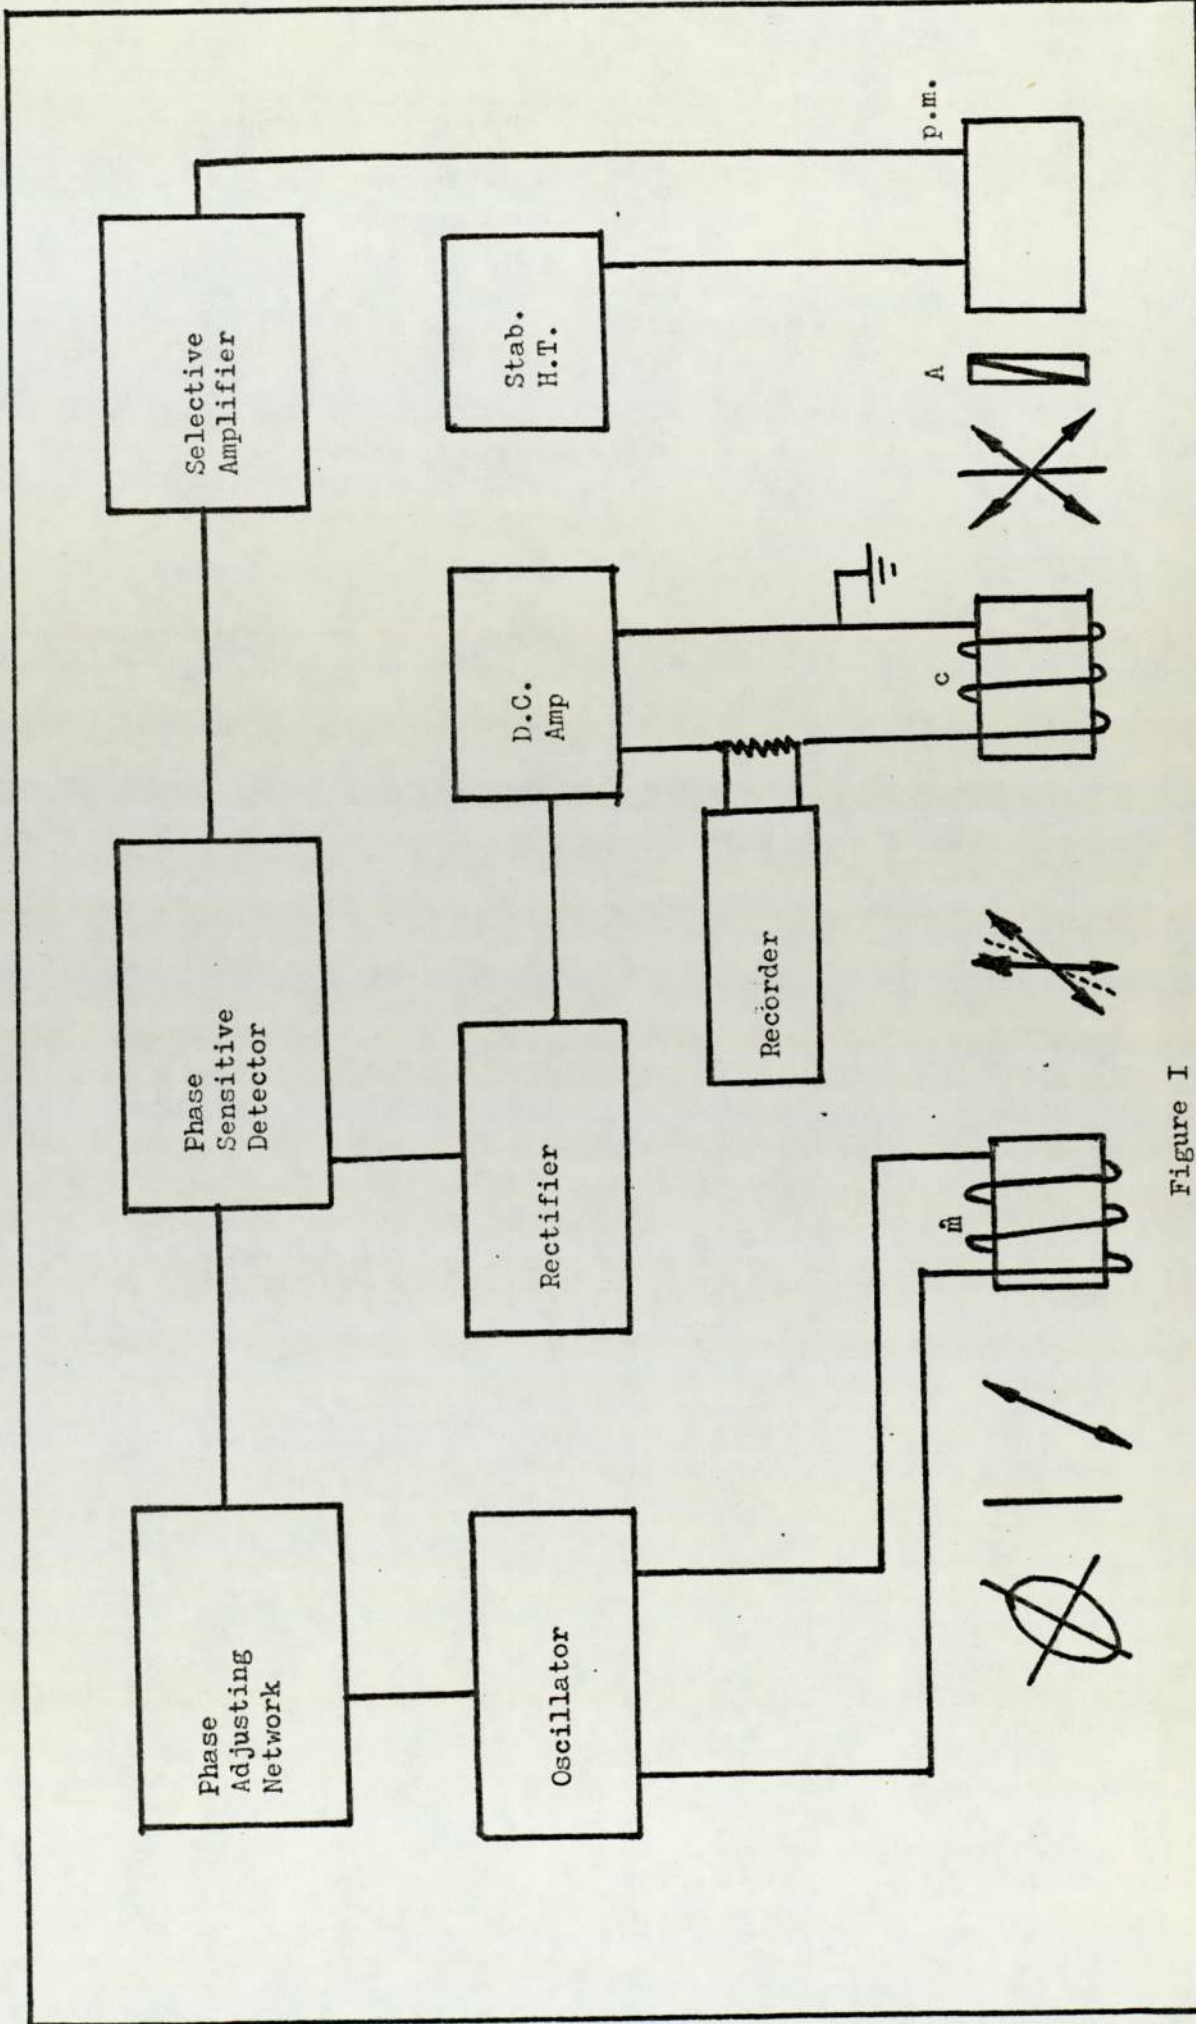 Phase
Adjusting
Network
Phase
Sensitive
Detector
Selective
Amplifier
Oscillator
Rectifier
D.C.
Amp
Stab.
H.T.
Recorder
m
c
A
p.m.
Figure I